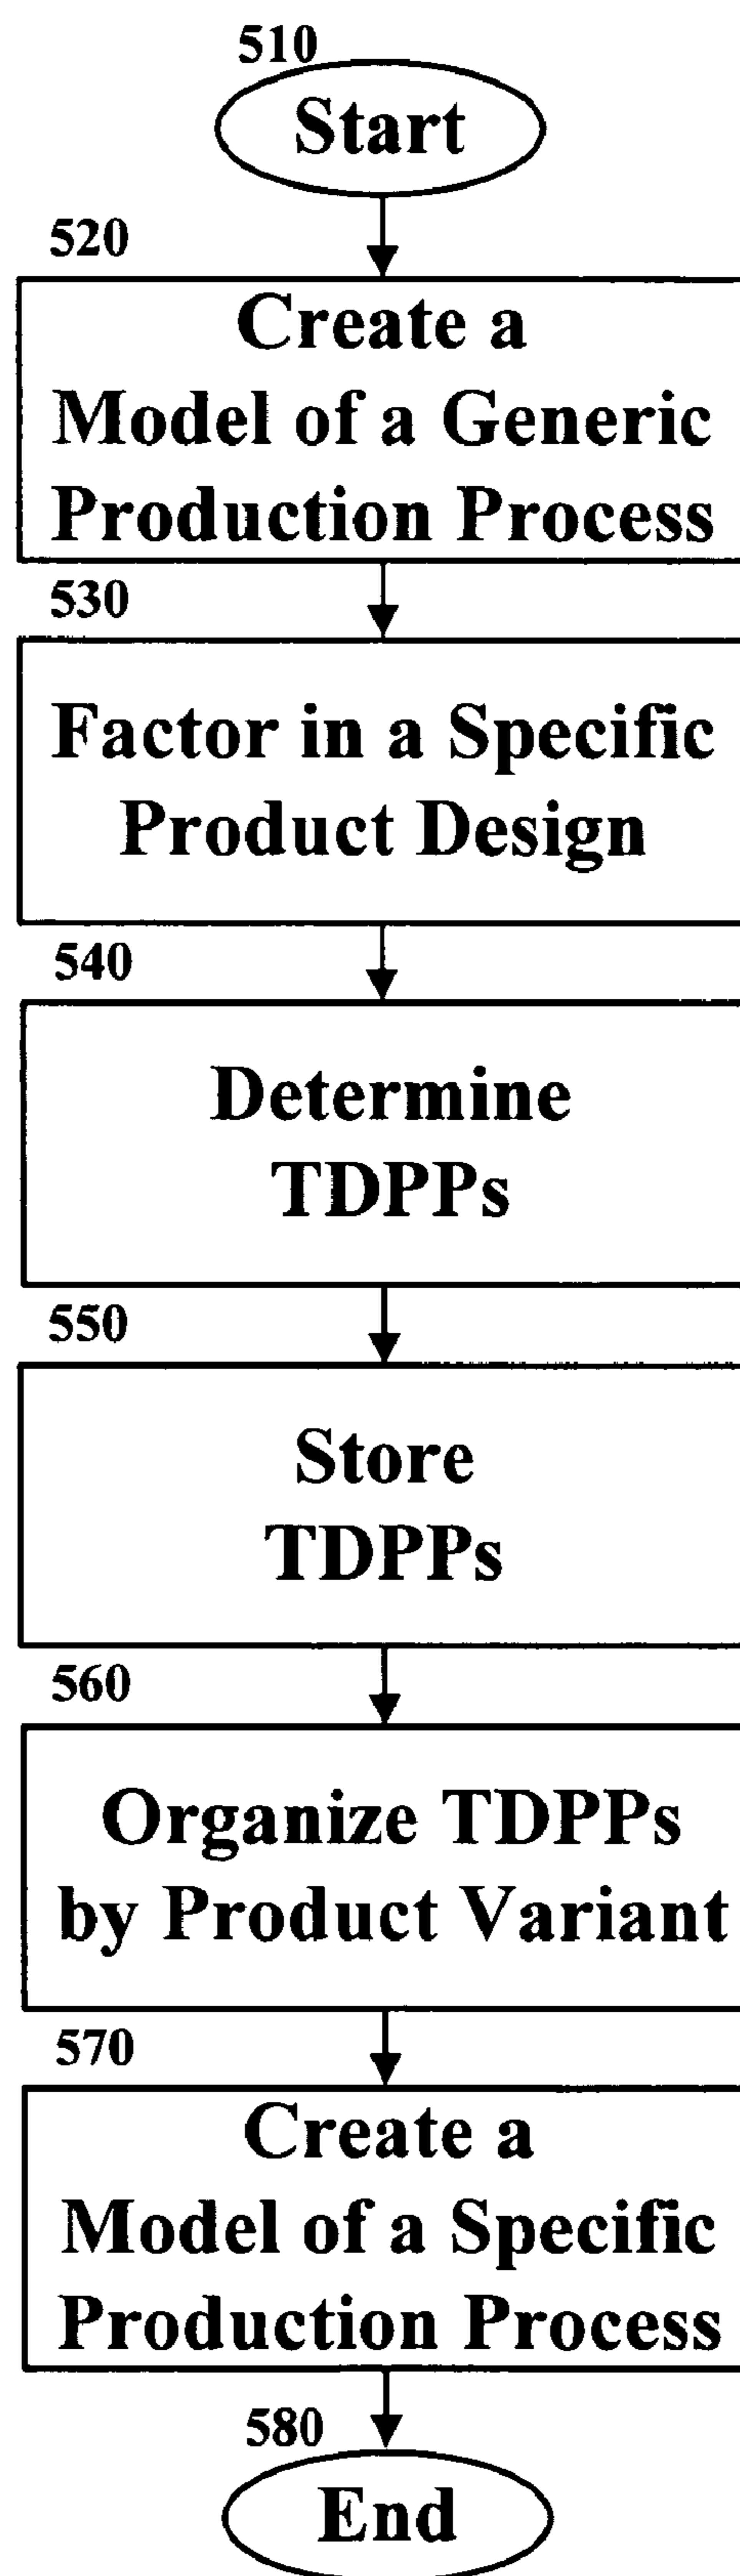 510
Start
520
Create a
Model of a Generic
Production Process
530
Factor in a Specific
Product Design
540
Determine
TDPPs
550
Store
TDPPs
560
Organize TDPPs
by Product Variant
570
Create a
Model of a Specific
Production Process
580
End